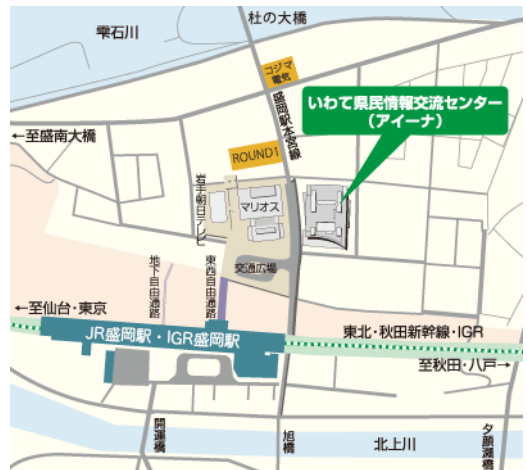 雫石川
杜の大橋
コジマ
電気
盛岡駅本宮線
いわて県民情報交流センター
（アイーナ）
←至盛南大橋
ROUND1
岩手朝日テレビ
マリオス
交通広場
地下自由通路
東西自由通路
←至仙台・東京
JR盛岡駅・IGR盛岡駅
東北・秋田新幹線・IGR
至秋田・八戸→
開運橋
旭橋
北上川
夕顔瀬橋